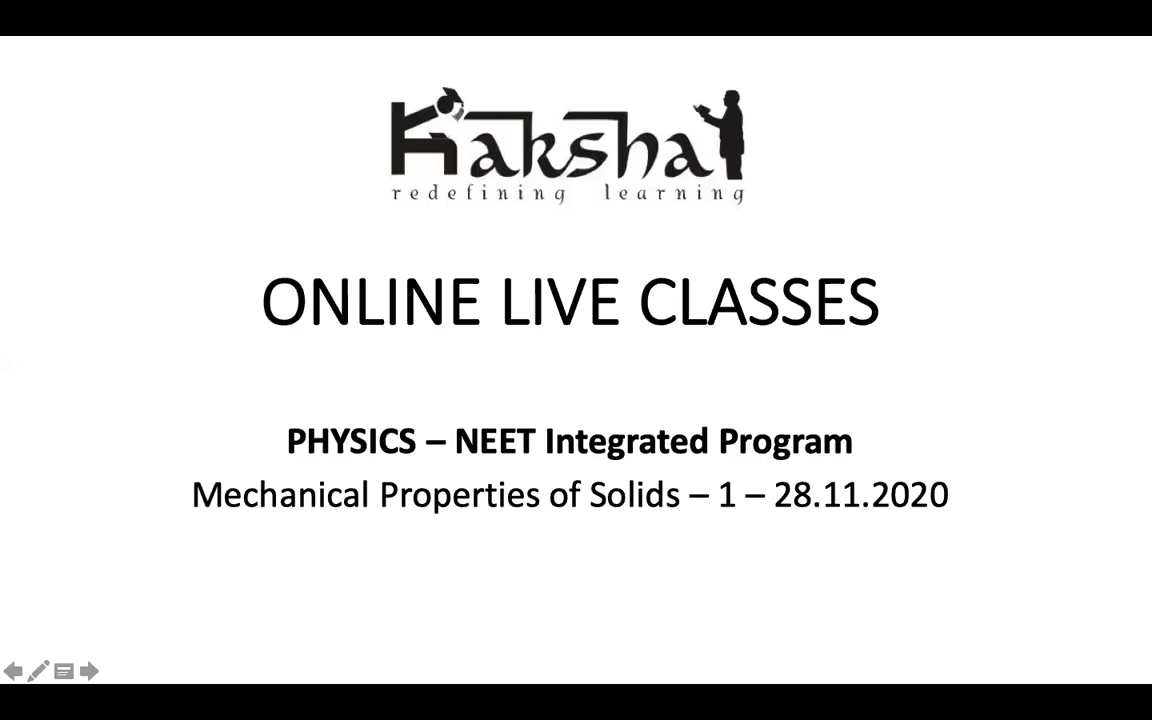 Kaksha
redefining learning
ONLINE LIVE CLASSES
PHYSICS – NEET Integrated Program
Mechanical Properties of Solids – 1 – 28.11.2020